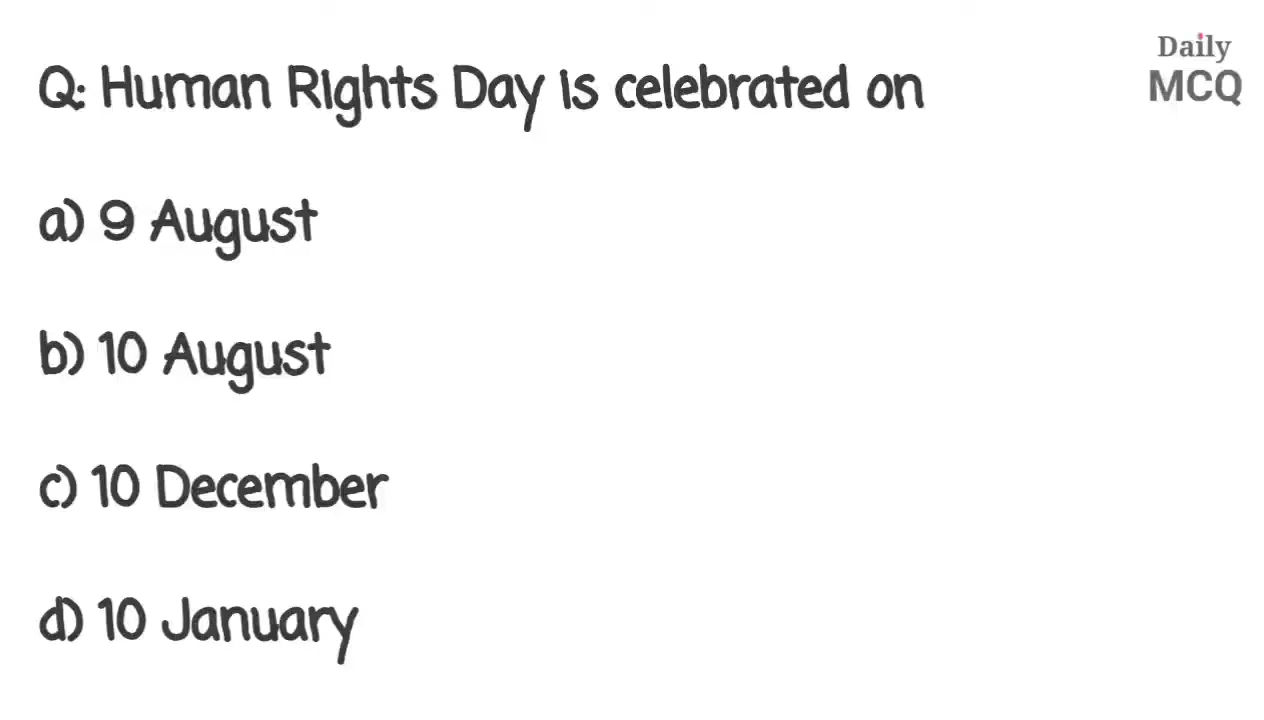 Daily
MCQ
Q: Human Rights Day is celebrated on
a) 9 August
b) 10 August
c) 10 December
d) 10 January